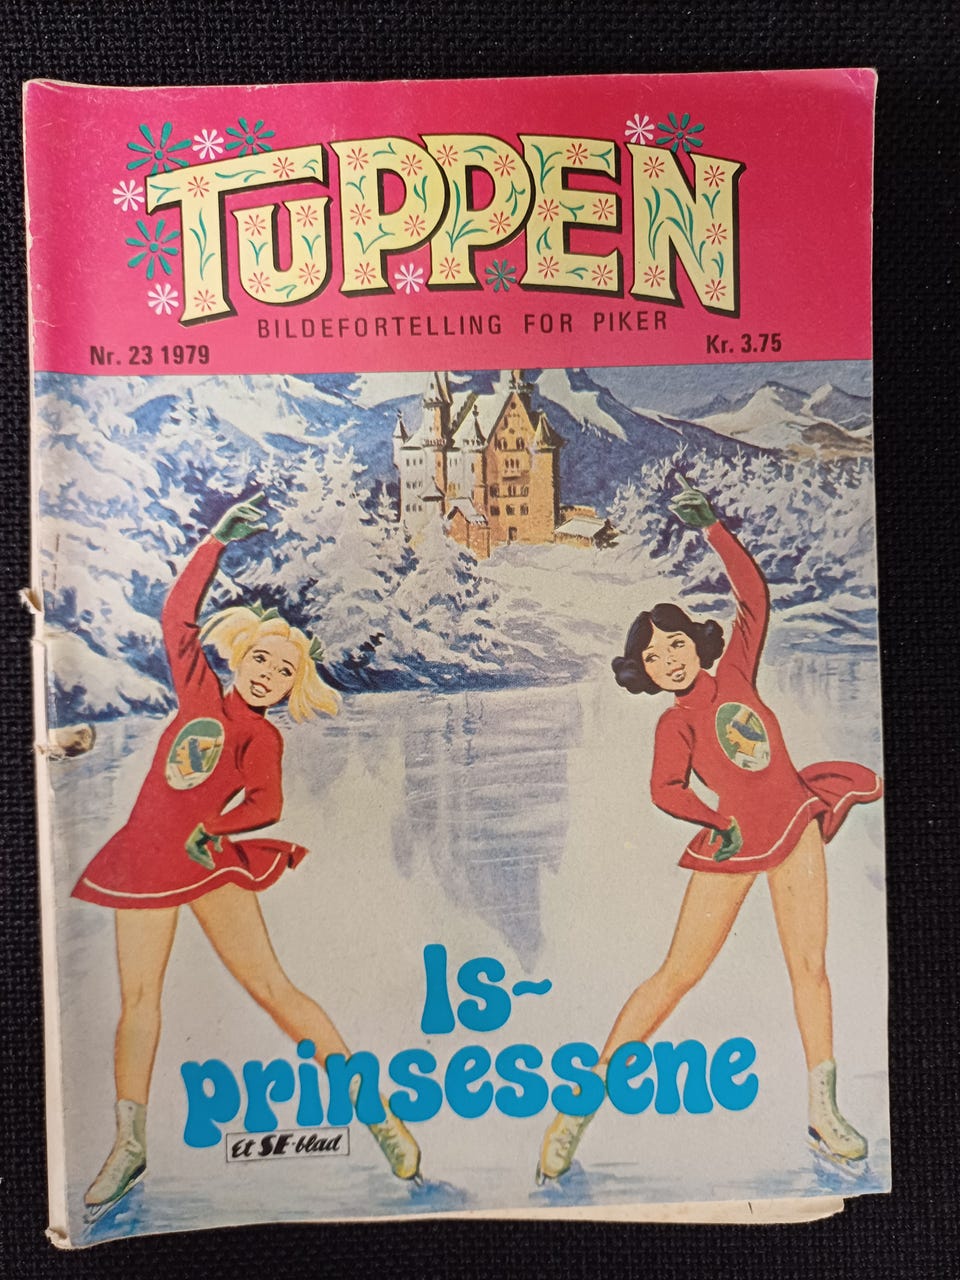 TUPPEN
BILDEFORTELLING FOR PIKER
Nr. 23 1979
Kr. 3.75
Is-
prinsessene
Et SE-blad